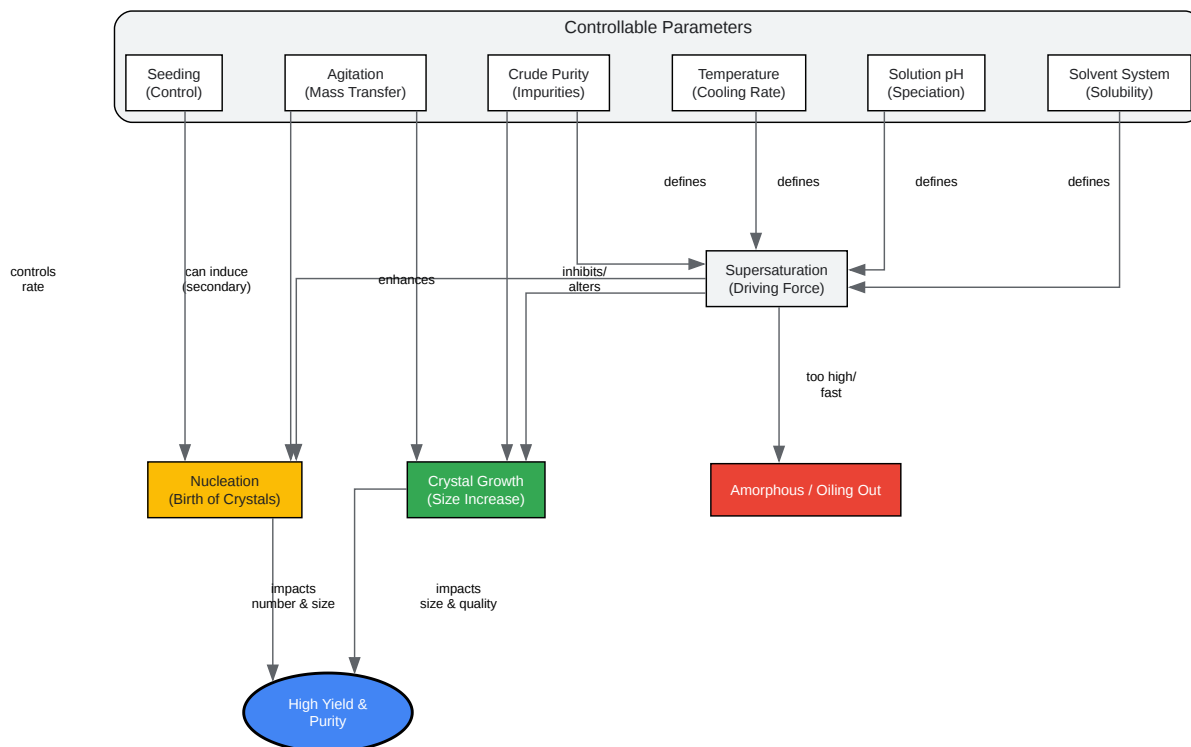 Controllable Parameters
Seeding
(Control)
Agitation
(Mass Transfer)
Crude Purity
(Impurities)
Temperature
(Cooling Rate)
Solution pH
(Speciation)
Solvent System
(Solubility)
defines
defines
defines
defines
controls
rate
can induce
(secondary)
enhances
inhibits/
alters
Supersaturation
(Driving Force)
too high/
fast
Nucleation
(Birth of Crystals)
Crystal Growth
(Size Increase)
Amorphous / Oiling Out
impacts
number & size
impacts
size & quality
High Yield &
Purity